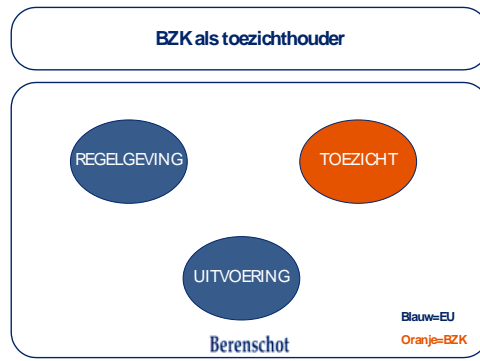 BZK als toezichthouder
REGELGEVING
TOEZICHT
UITVOERING
Blauw=EU
Oranje=BZK
Berenschot